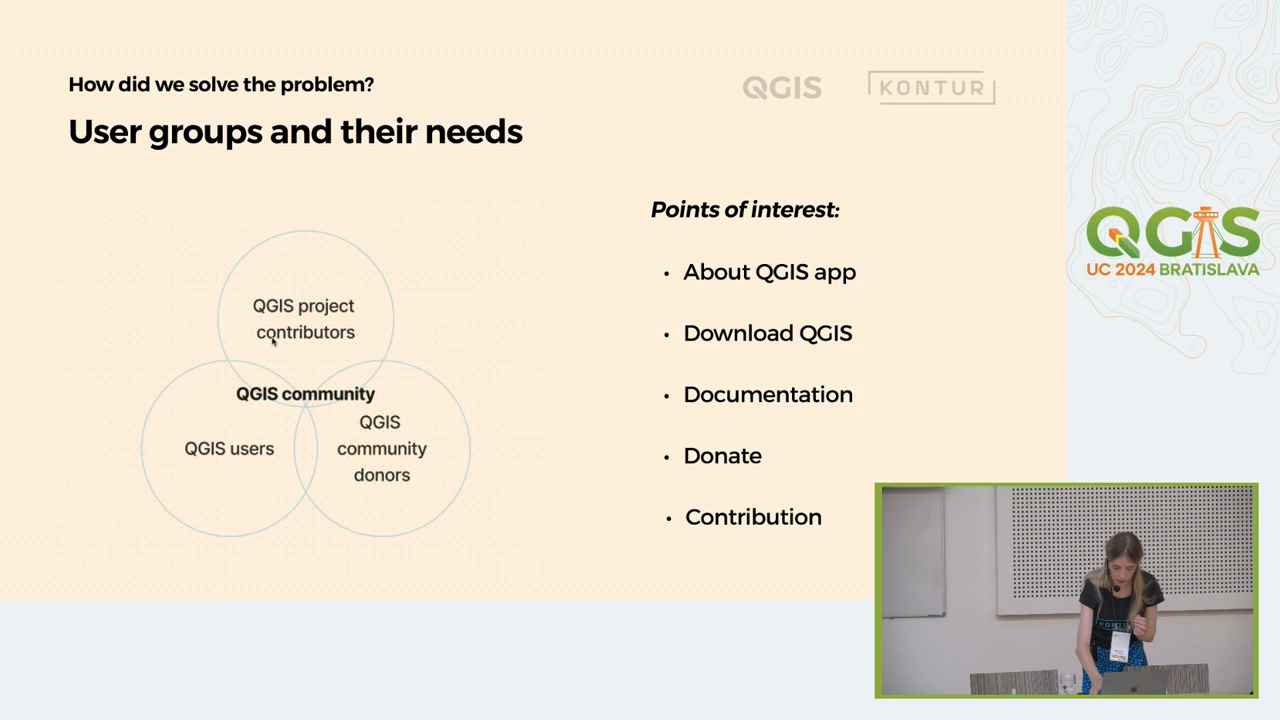 How did we solve the problem?
User groups and their needs
QGIS
KONTUR
QGIS project
contributors
QGIS community
QGIS users
QGIS
community
donors
Points of interest:
• About QGIS app
• Download QGIS
• Documentation
• Donate
• Contribution
QGIS
UC 2024 BRATISLAVA
KONTUR